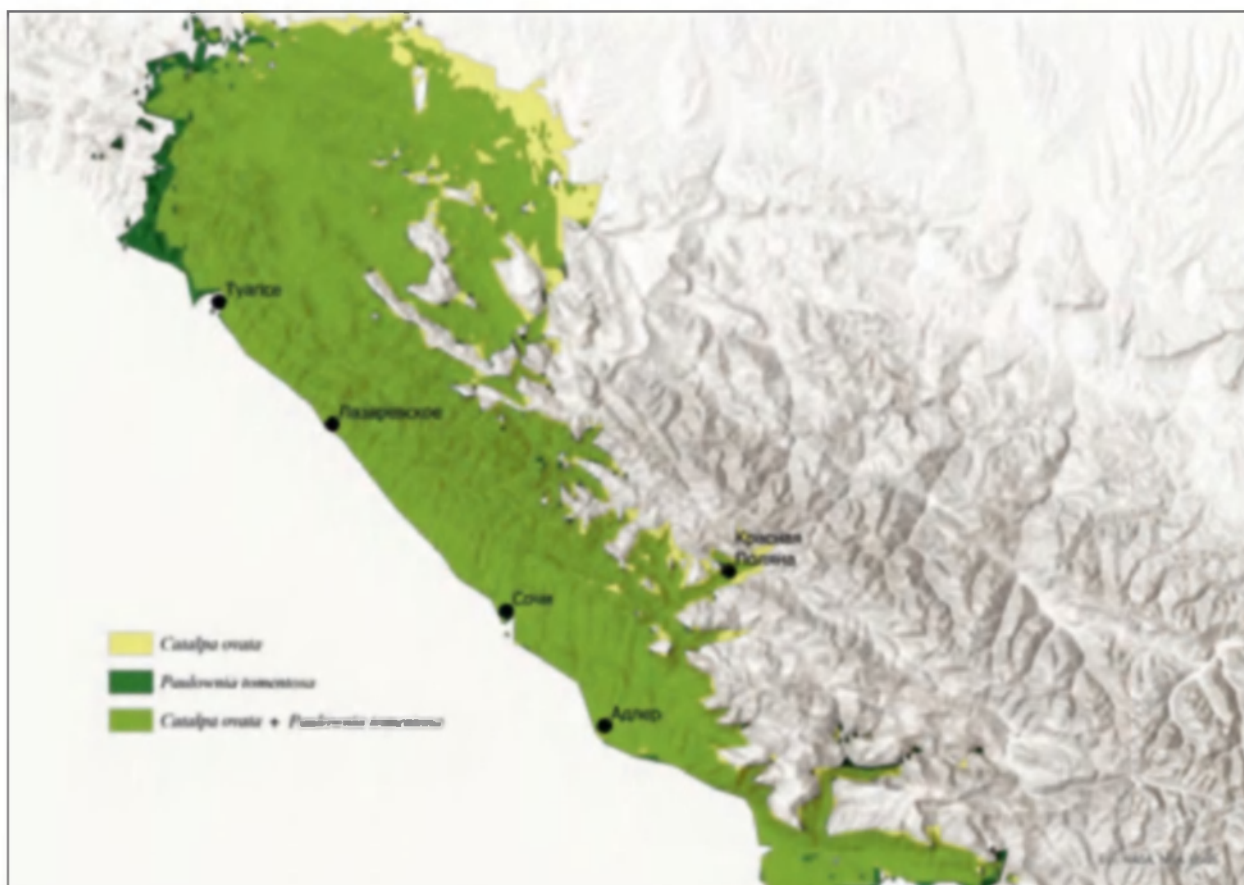 Туапсе
Лазаревское
Красная
Поляна
Сочи
Catalpa ovata
Paulownia tomentosa
Catalpa ovata +
Адлер